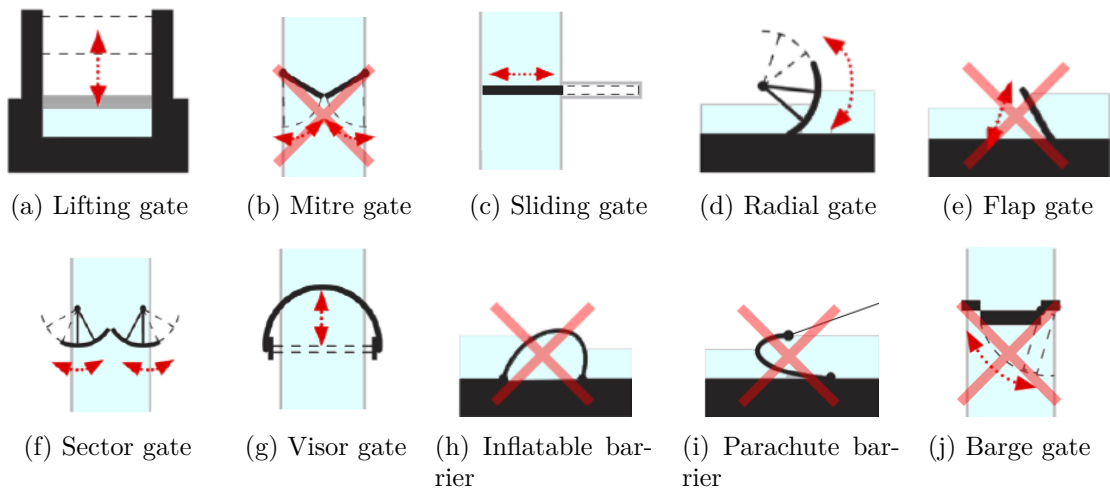 (a) Lifting gate
(b) Mitre gate
(c) Sliding gate
(d) Radial gate
(e) Flap gate
(f) Sector gate
(g) Visor gate
(h) Inflatable bar-
rier
(i) Parachute bar-
rier
(j) Barge gate